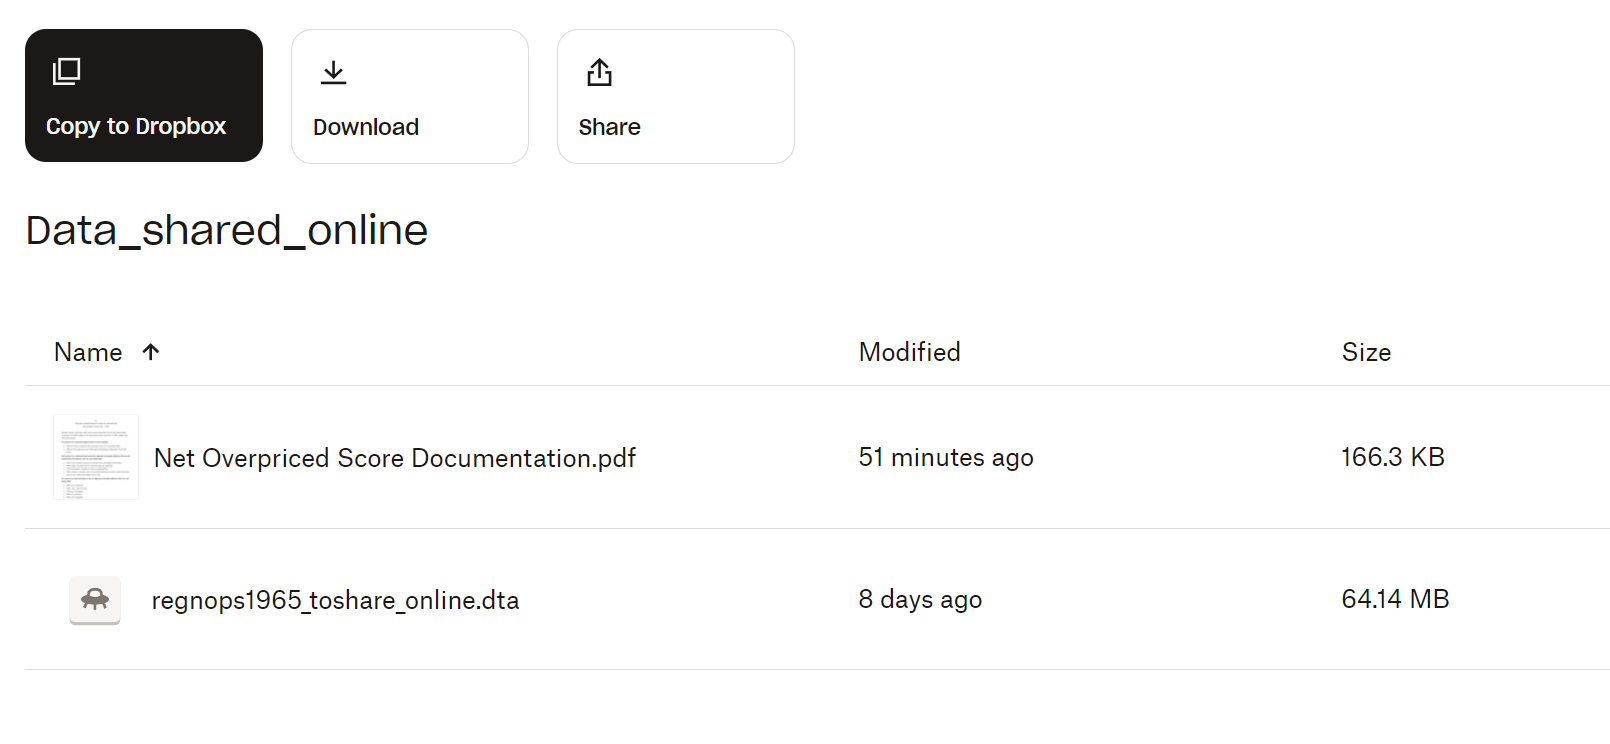 Copy to Dropbox
Download
Share
Data_shared_online
Name Modified Size
Net Overpriced Score Documentation.pdf 51 minutes ago 166.3 KB
regnops1965_toshare_online.dta 8 days ago 64.14 MB